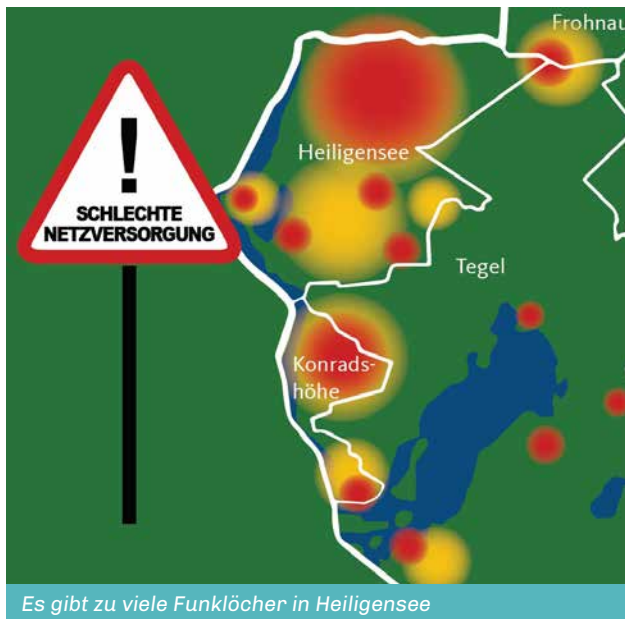 Frohnau
Heiligensee
!
SCHLECHTE
NETZVERSORGUNG
Tegel
Konrads-
höhe
Es gibt zu viele Funklöcher in Heiligensee